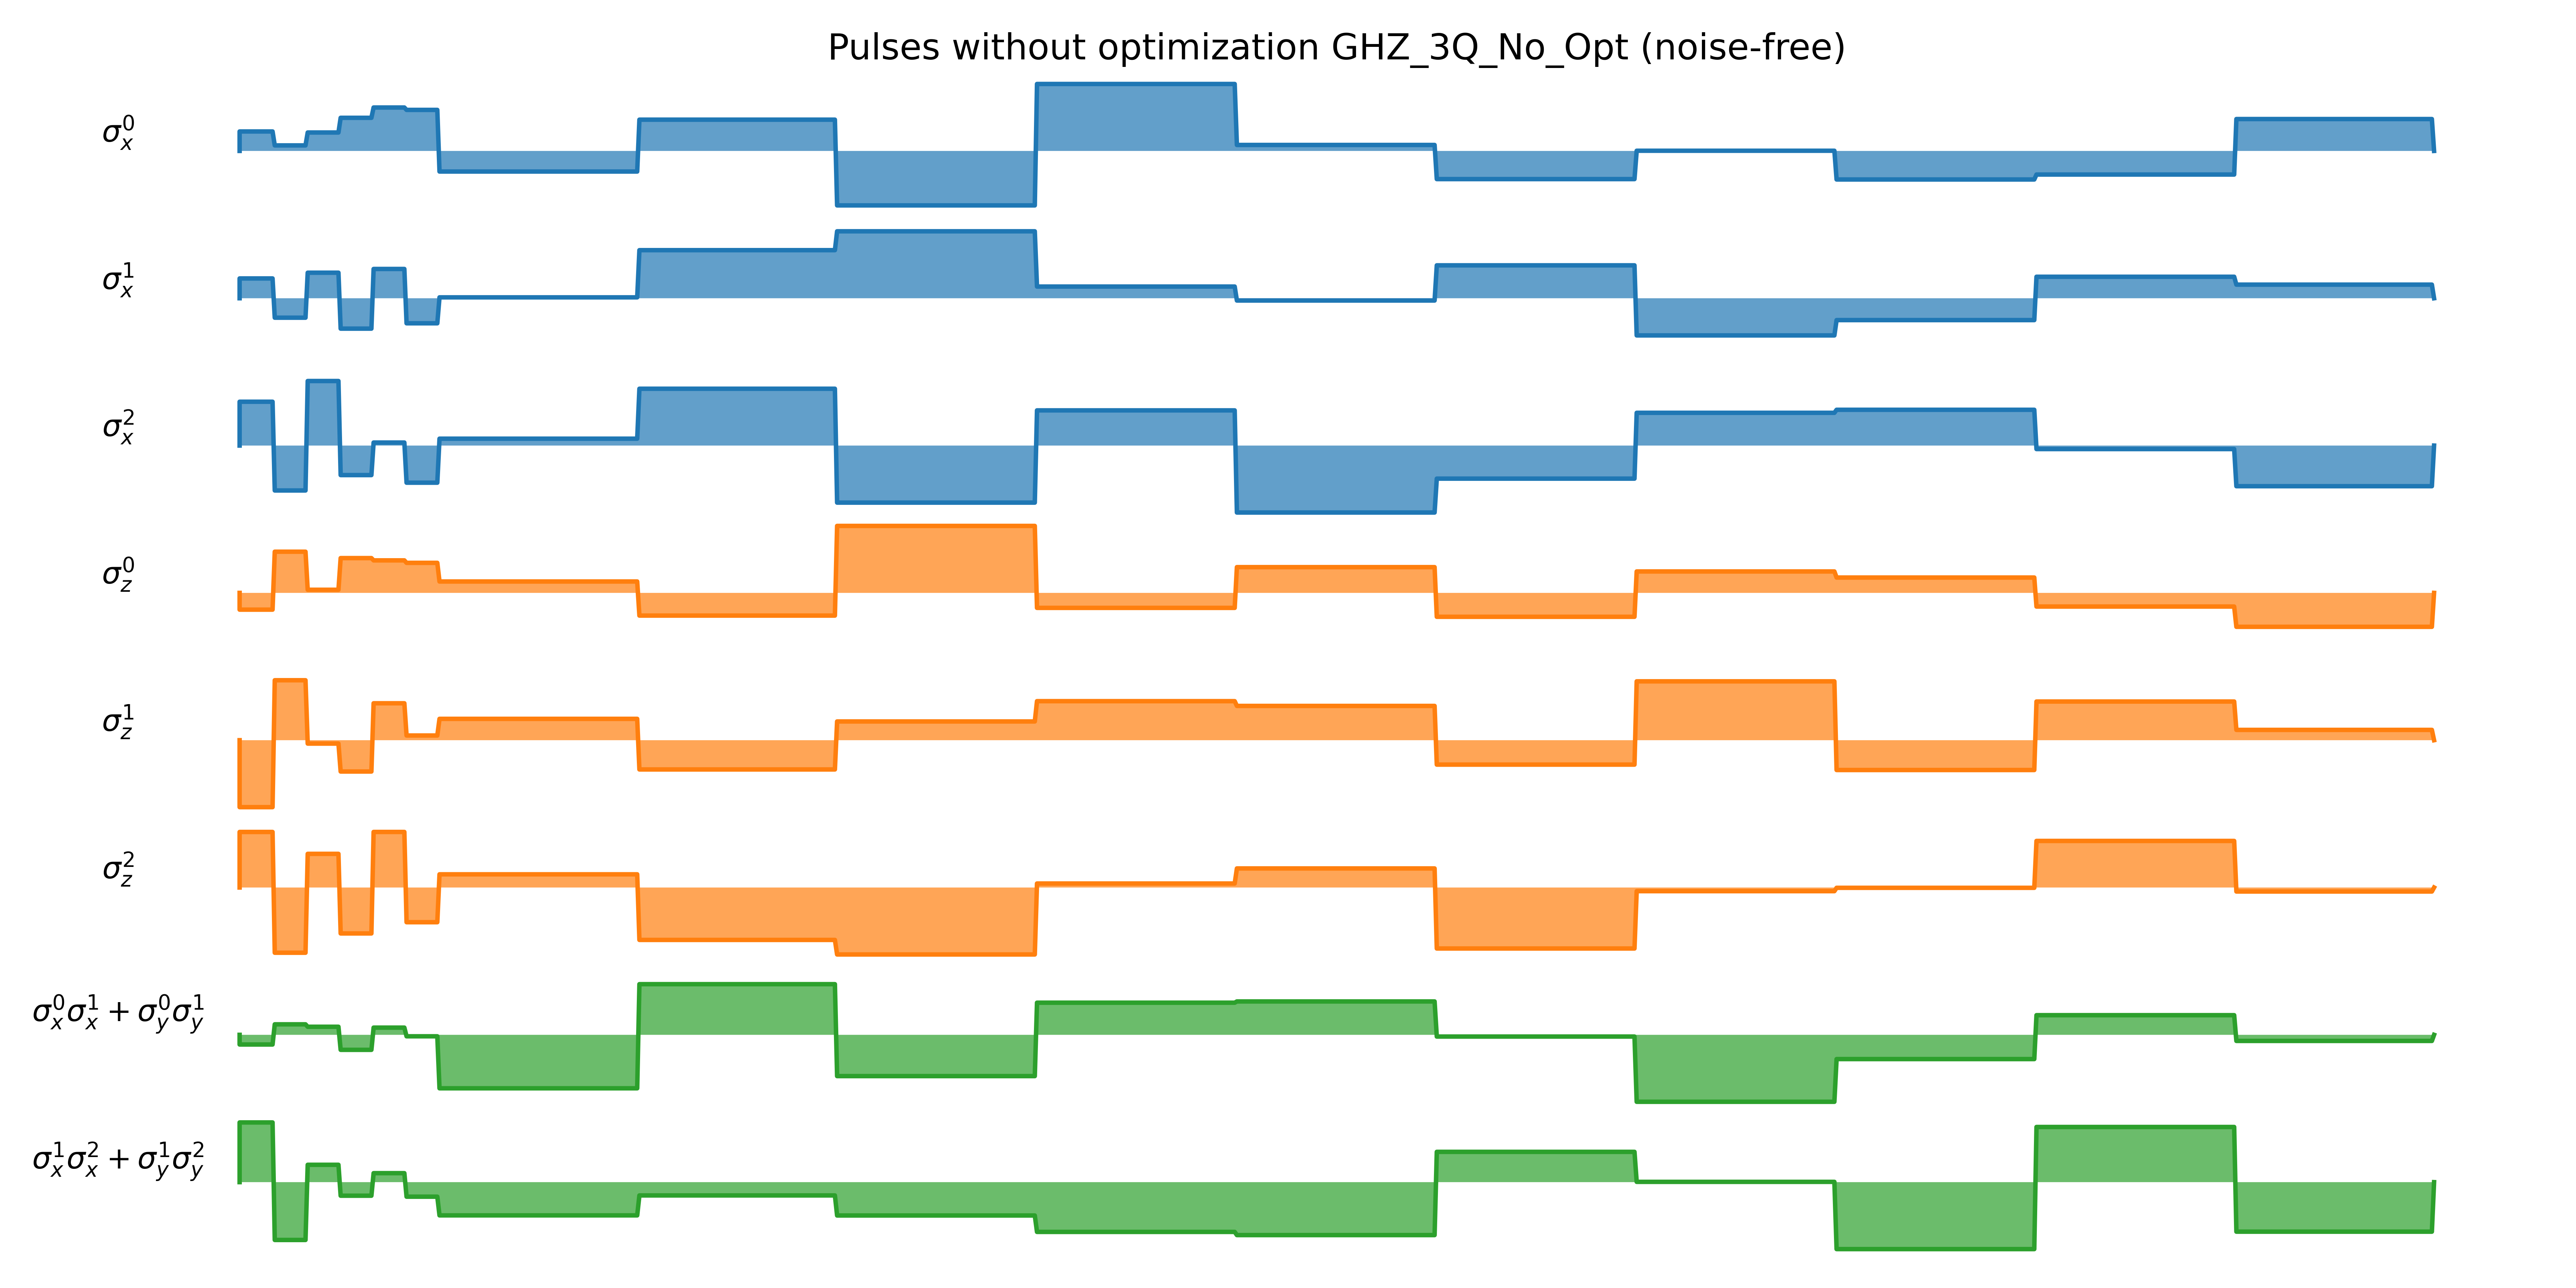 Pulses without optimization GHZ_3Q_No_Opt (noise-free)
σ_x^0
σ_x^1
σ_x^2
σ_z^0
σ_z^1
σ_z^2
σ_x^0σ_x^1 + σ_y^0σ_y^1
σ_x^1σ_x^2 + σ_y^1σ_y^2